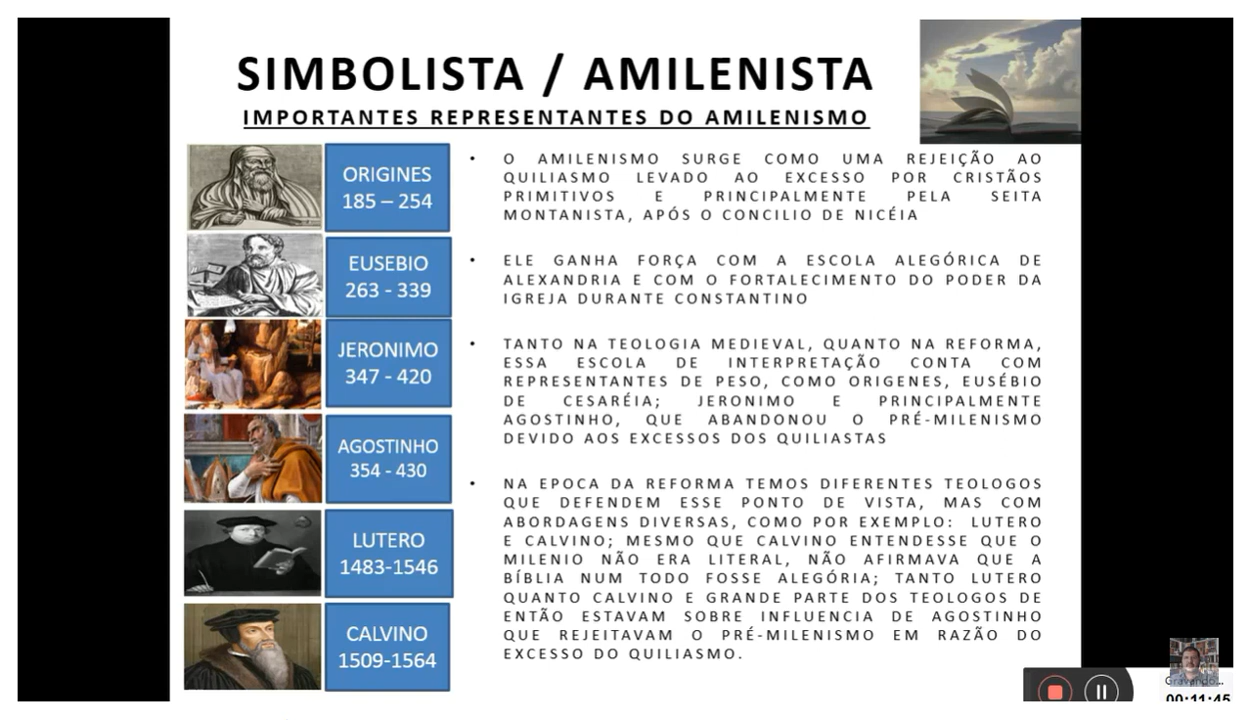 SIMBOLISTA / AMILENISTA
IMPORTANTES REPRESENTANTES DO AMILENISMO
ORIGINES
185 – 254
EUSEBIO
263 - 339
JERONIMO
347 - 420
AGOSTINHO
354 - 430
LUTERO
1483-1546
CALVINO
1509-1564
• O AMILENISMO SURGE COMO UMA REJEIÇÃO AO
QUILIASMO LEVADO AO EXCESSO POR CRISTÃOS
PRIMITIVOS E PRINCIPALMENTE PELA SEITA
MONTANISTA, APÓS O CONCILIO DE NICÉIA
• ELE GANHA FORÇA COM A ESCOLA ALEGÓRICA DE
ALEXANDRIA E COM O FORTALECIMENTO DO PODER DA
IGREJA DURANTE CONSTANTINO
• TANTO NA TEOLOGIA MEDIEVAL, QUANTO NA REFORMA,
ESSA ESCOLA DE INTERPRETAÇÃO CONTA COM
REPRESENTANTES DE PESO, COMO ORIGENES, EUSÉBIO
DE CESARÉIA; JERONIMO E PRINCIPALMENTE
AGOSTINHO, QUE ABANDONOU O PRÉ-MILENISMO
DEVIDO AOS EXCESSOS DOS QUILIASTAS
• NA EPOCA DA REFORMA TEMOS DIFERENTES TEOLOGOS
QUE DEFENDEM ESSE PONTO DE VISTA, MAS COM
ABORDAGENS DIVERSAS, COMO POR EXEMPLO: LUTERO
E CALVINO; MESMO QUE CALVINO ENTENDESSE QUE O
MILENIO NÃO ERA LITERAL, NÃO AFIRMAVA QUE A
BÍBLIA NUM TODO FOSSE ALEGÓRIA; TANTO LUTERO
QUANTO CALVINO E GRANDE PARTE DOS TEOLOGOS DE
ENTÃO ESTAVAM SOBRE INFLUENCIA DE AGOSTINHO
QUE REJEITAVAM O PRÉ-MILENISMO EM RAZÃO DO
EXCESSO DO QUILIASMO.
Gravando...
00:11:45